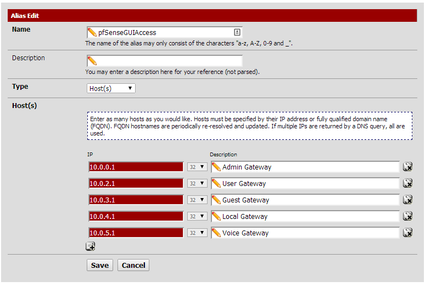 Alias Edit
Name
pfSenseGUIAccess
The name of the alias may only consist of the characters "a-z, A-Z, 0-9 and _".
Description
You may enter a description here for your reference (not parsed).
Type
Host(s)
Host(s)
Enter as many hosts as you would like. Hosts must be specified by their IP address or fully qualified domain name
(FQDN). FQDN hostnames are periodically re-resolved and updated. If multiple IPs are returned by a DNS query, all are
used.
IP Description
10.0.0.1 32 Admin Gateway
10.0.2.1 32 User Gateway
10.0.3.1 32 Guest Gateway
10.0.4.1 32 Local Gateway
10.0.5.1 32 Voice Gateway
Save Cancel